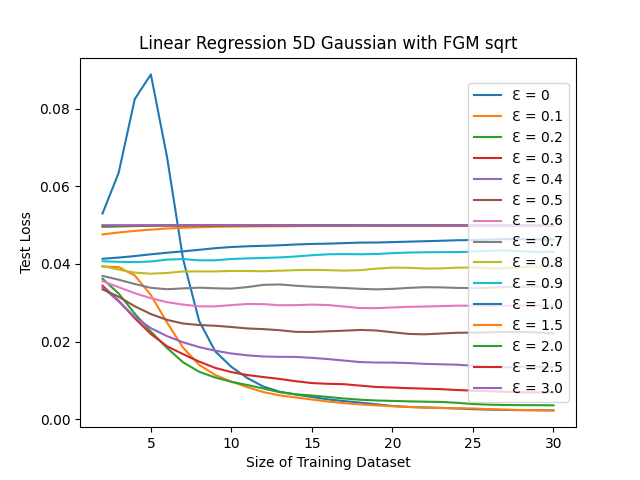 Linear Regression 5D Gaussian with FGM sqrt
Test Loss
0.08
0.06
0.04
0.02
0.00
5
10
15
20
25
30
Size of Training Dataset
Ɛ = 0
Ɛ = 0.1
Ɛ = 0.2
Ɛ = 0.3
Ɛ = 0.4
Ɛ = 0.5
Ɛ = 0.6
Ɛ = 0.7
Ɛ = 0.8
Ɛ = 0.9
Ɛ = 1.0
Ɛ = 1.5
Ɛ = 2.0
Ɛ = 2.5
Ɛ = 3.0